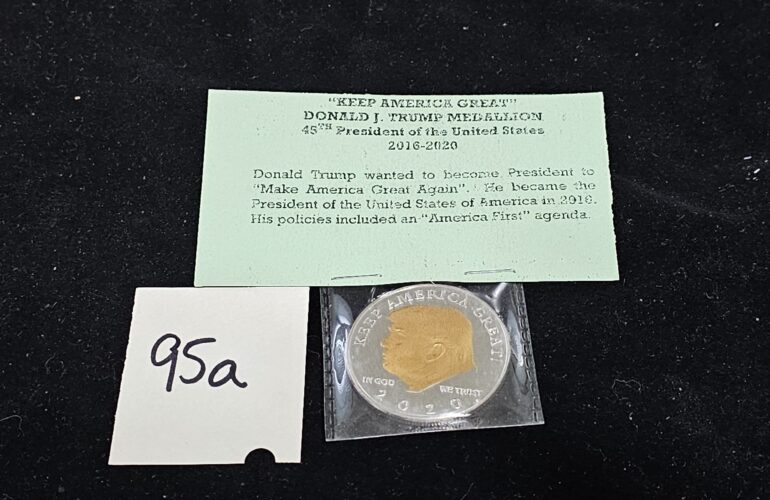 "KEEP AMERICA GREAT"
DONALD J. TRUMP MEDALLION
45TH President of the United States
2016-2020
Donald Trump wanted to become President to
"Make America Great Again". He became the
President of the United States of America in 2016.
His policies included an "America First" agenda.
95a
KEEP AMERICA GREAT!
IN GOD WE TRUST
2020